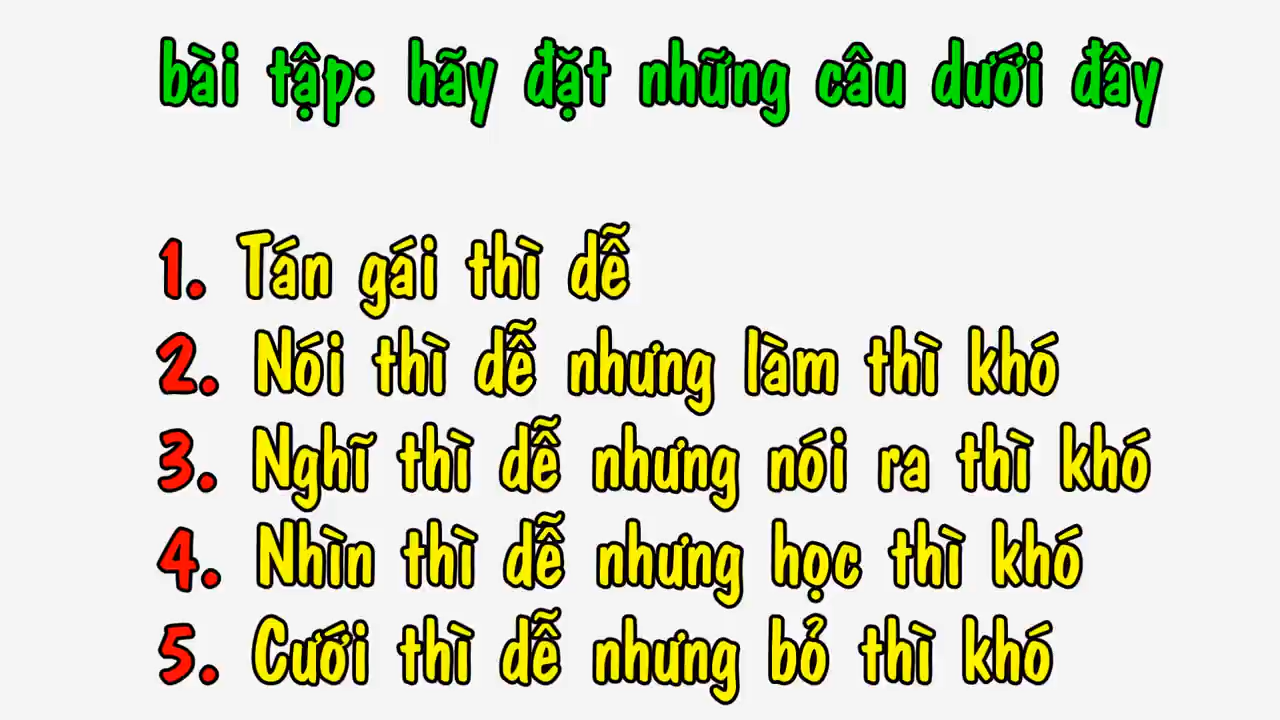 bài tập: hãy đặt những câu dưới đây
1. Tán gái thì dễ
2. Nói thì dễ nhưng làm thì khó
3. Nghĩ thì dễ nhưng nói ra thì khó
4. Nhìn thì dễ nhưng học thì khó
5. Cưới thì dễ nhưng bỏ thì khó